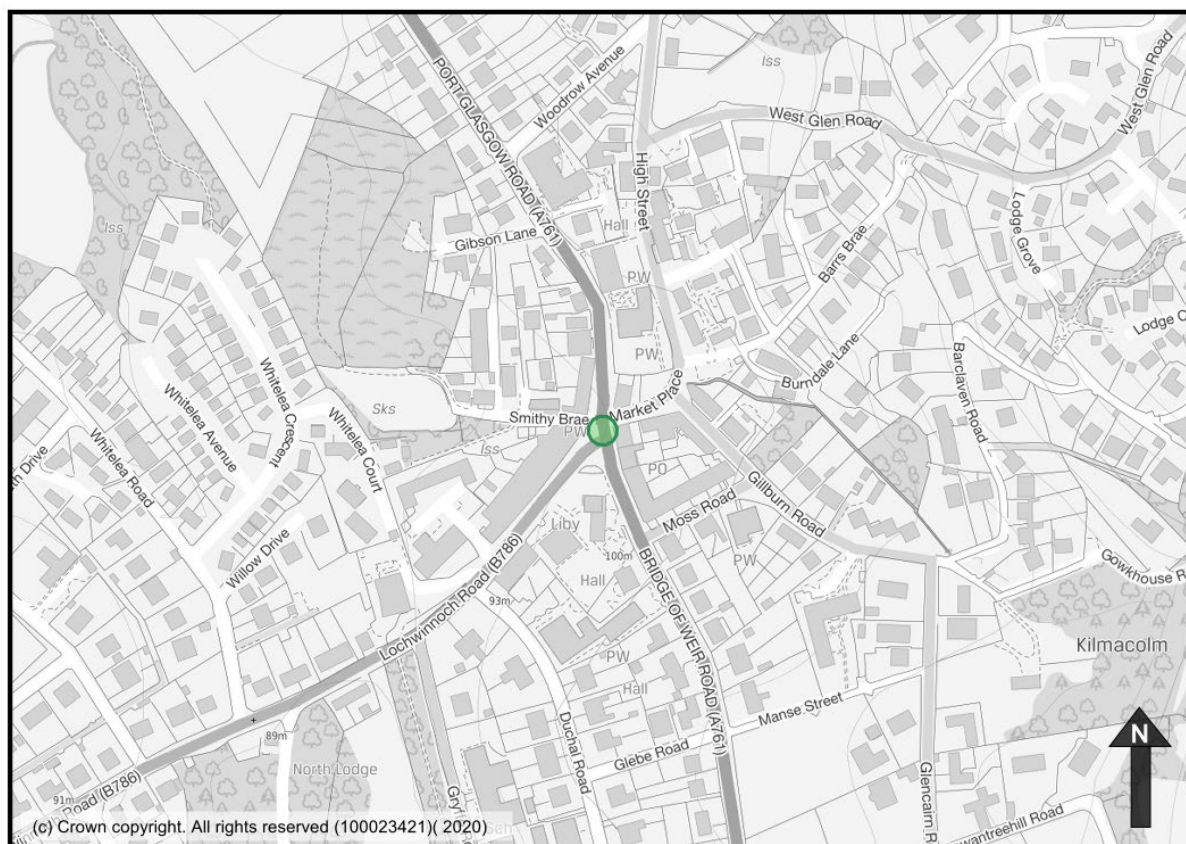 PORT GLASGOW ROAD (A761)
Woodrow Avenue
Iss
West Glen Road
West Glen Road
High Street
Hall
Gibson Lane
Iss
Barrs Brae
Lodge Grove
PW
PW
Burndale Lane
Barclaven Road
Whitelea Crescent
Whitelea Avenue
Whitelea Road
Whitelea Court
Sks
Smithy Brae
Market Place
PW
Iss
PO
Gillburn Road
Moss Road
PW
Liby
100m
Hall
Willow Drive
Lochwinnoch Road (B786)
93m
BRIDGE OF WEIR ROAD (A761)
Kilmacolm
PW
Hall
Manse Street
Duchal Road
Glebe Road
89m
North Lodge
91m
(B786)
N
(c) Crown copyright. All rights reserved (100023421)( 2020)